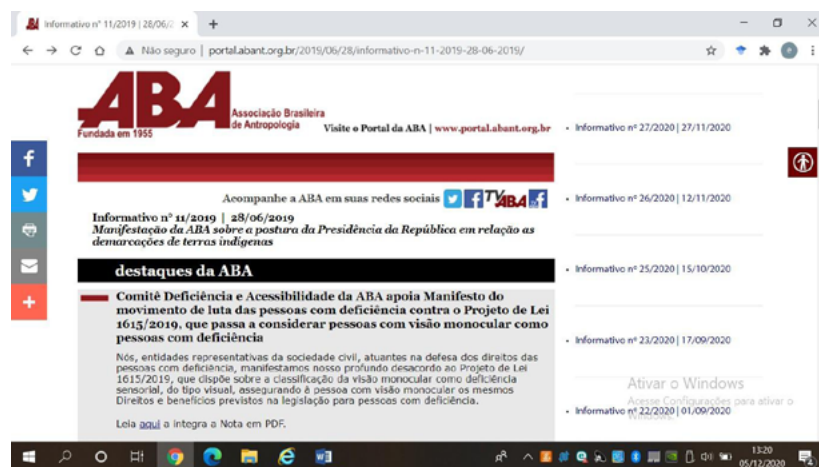 Informativo nº 11/2019 | 28/06/2
Não seguro | portal.abant.org.br/2019/06/28/informativo-n-11-2019-28-06-2019/
ABA
Associação Brasileira
de Antropologia
Fundada em 1955
Visite o Portal da ABA | www.portal.abant.org.br
Acompanhe a ABA em suas redes sociais
TVABA
Informativo nº 11/2019 | 28/06/2019
Manifestação da ABA sobre a postura da Presidência da República em relação as
demarcações de terras indígenas
destaques da ABA
Comitê Deficiência e Acessibilidade da ABA apoia Manifesto do
movimento de luta das pessoas com deficiência contra o Projeto de Lei
1615/2019, que passa a considerar pessoas com visão monocular como
pessoas com deficiência
Nós, entidades representativas da sociedade civil, atuantes na defesa dos direitos das
pessoas com deficiência, manifestamos nosso profundo desacordo ao Projeto de Lei
1615/2019, que dispõe sobre a classificação da visão monocular como deficiência
sensorial, do tipo visual, assegurando à pessoa com visão monocular os mesmos
Direitos e benefícios previstos na legislação para pessoas com deficiência.
Leia aqui a íntegra a Nota em PDF.
Informativo nº 27/2020 | 27/11/2020
Informativo nº 26/2020 | 12/11/2020
Informativo nº 25/2020 | 15/10/2020
Informativo nº 23/2020 | 17/09/2020
Informativo nº 22/2020 | 01/09/2020
Ativar o Windows
Acesse Configurações para ativar o
Windows.
13:20
05/12/2020